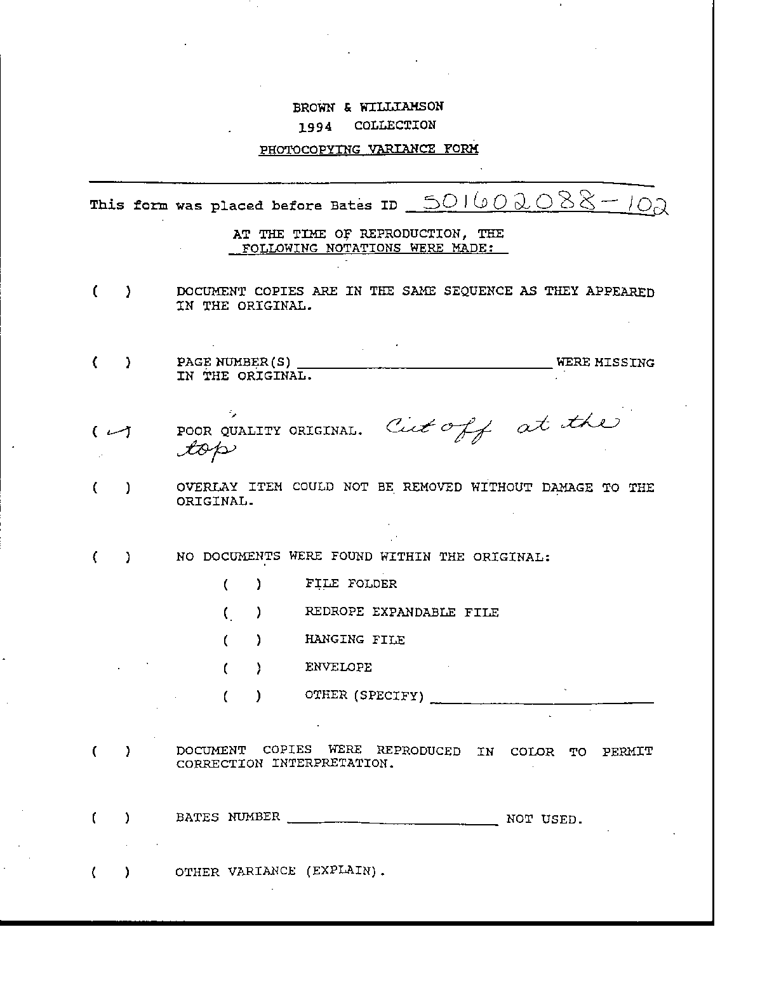 BROWN & WILLIAMSON
1994 COLLECTION
PHOTOCOPYING VARIANCE FORM
This form was placed before Bates ID 501602088-102
AT THE TIME OF REPRODUCTION, THE
FOLLOWING NOTATIONS WERE MADE:
( ) DOCUMENT COPIES ARE IN THE SAME SEQUENCE AS THEY APPEARED
IN THE ORIGINAL.
( ) PAGE NUMBER(S) ____ WERE MISSING
IN THE ORIGINAL.
(✓) POOR QUALITY ORIGINAL. Cut off at the
top
( ) OVERLAY ITEM COULD NOT BE REMOVED WITHOUT DAMAGE TO THE
ORIGINAL.
( ) NO DOCUMENTS WERE FOUND WITHIN THE ORIGINAL:
( ) FILE FOLDER
( ) REDROPE EXPANDABLE FILE
( ) HANGING FILE
( ) ENVELOPE
( ) OTHER (SPECIFY) ____
( ) DOCUMENT COPIES WERE REPRODUCED IN COLOR TO PERMIT
CORRECTION INTERPRETATION.
( ) BATES NUMBER ____ NOT USED.
( ) OTHER VARIANCE (EXPLAIN).